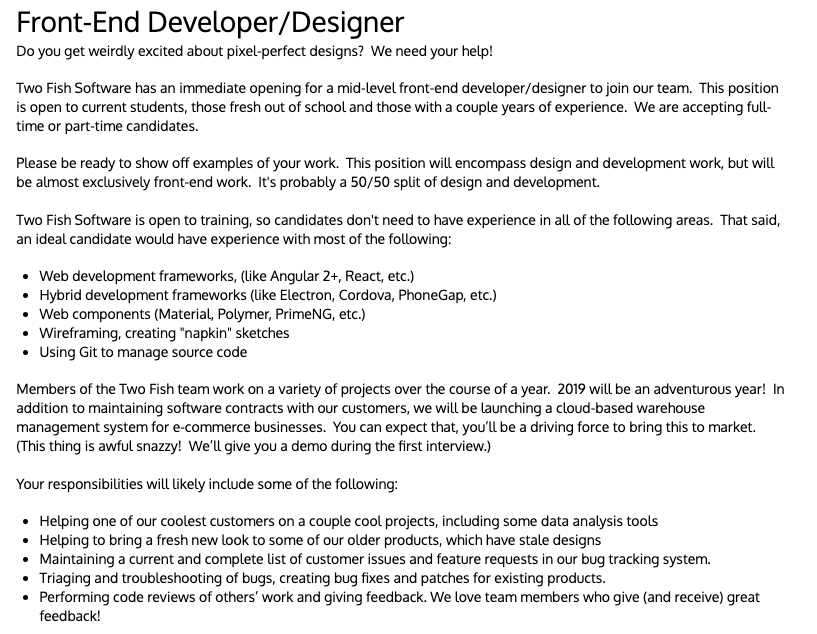 Front-End Developer/Designer
Do you get weirdly excited about pixel-perfect designs?  We need your help!
Two Fish Software has an immediate opening for a mid-level front-end developer/designer to join our team.  This position
is open to current students, those fresh out of school and those with a couple years of experience.  We are accepting full-
time or part-time candidates.
Please be ready to show off examples of your work.  This position will encompass design and development work, but will
be almost exclusively front-end work.  It's probably a 50/50 split of design and development.
Two Fish Software is open to training, so candidates don't need to have experience in all of the following areas.  That said,
an ideal candidate would have experience with most of the following:
• Web development frameworks, (like Angular 2+, React, etc.)
• Hybrid development frameworks (like Electron, Cordova, PhoneGap, etc.)
• Web components (Material, Polymer, PrimeNG, etc.)
• Wireframing, creating "napkin" sketches
• Using Git to manage source code
Members of the Two Fish team work on a variety of projects over the course of a year.  2019 will be an adventurous year!  In
addition to maintaining software contracts with our customers, we will be launching a cloud-based warehouse
management system for e-commerce businesses.  You can expect that, you’ll be a driving force to bring this to market.
(This thing is awful snazzy!  We’ll give you a demo during the first interview.)
Your responsibilities will likely include some of the following:
• Helping one of our coolest customers on a couple cool projects, including some data analysis tools
• Helping to bring a fresh new look to some of our older products, which have stale designs
• Maintaining a current and complete list of customer issues and feature requests in our bug tracking system.
• Triaging and troubleshooting of bugs, creating bug fixes and patches for existing products.
• Performing code reviews of others’ work and giving feedback. We love team members who give (and receive) great
feedback!